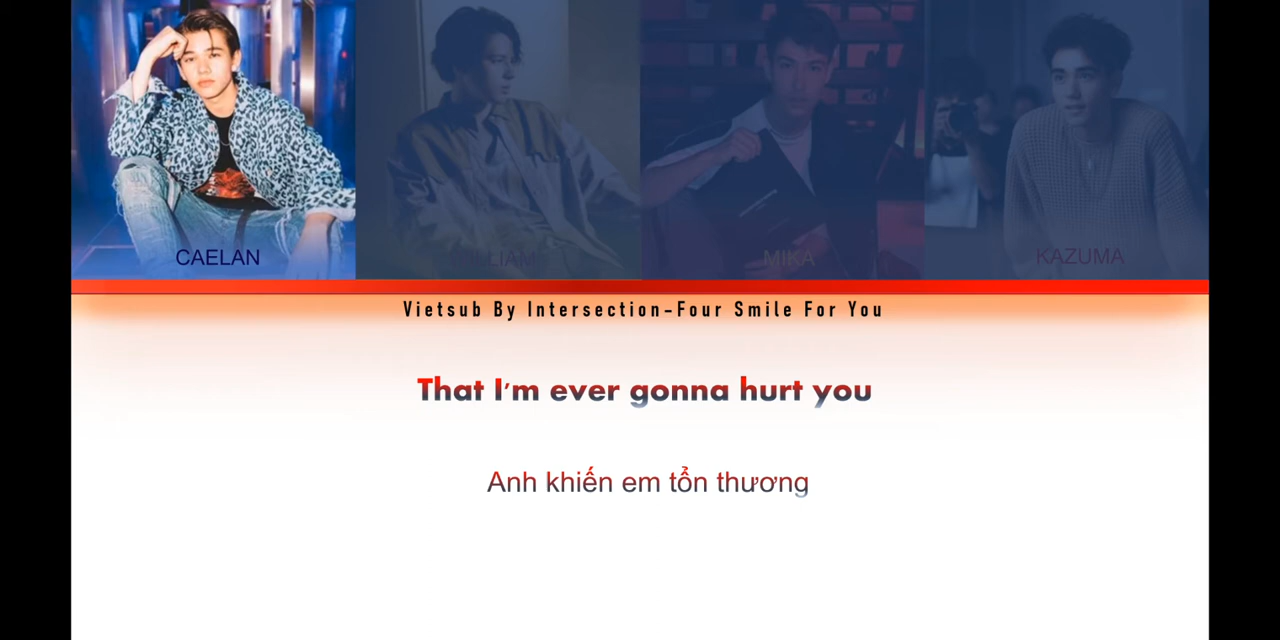 CAELAN
WILLIAM
MIKA
KAZUMA
Vietsub By Intersection-Four Smile For You
That I'm ever gonna hurt you
Anh khiến em tổn thương